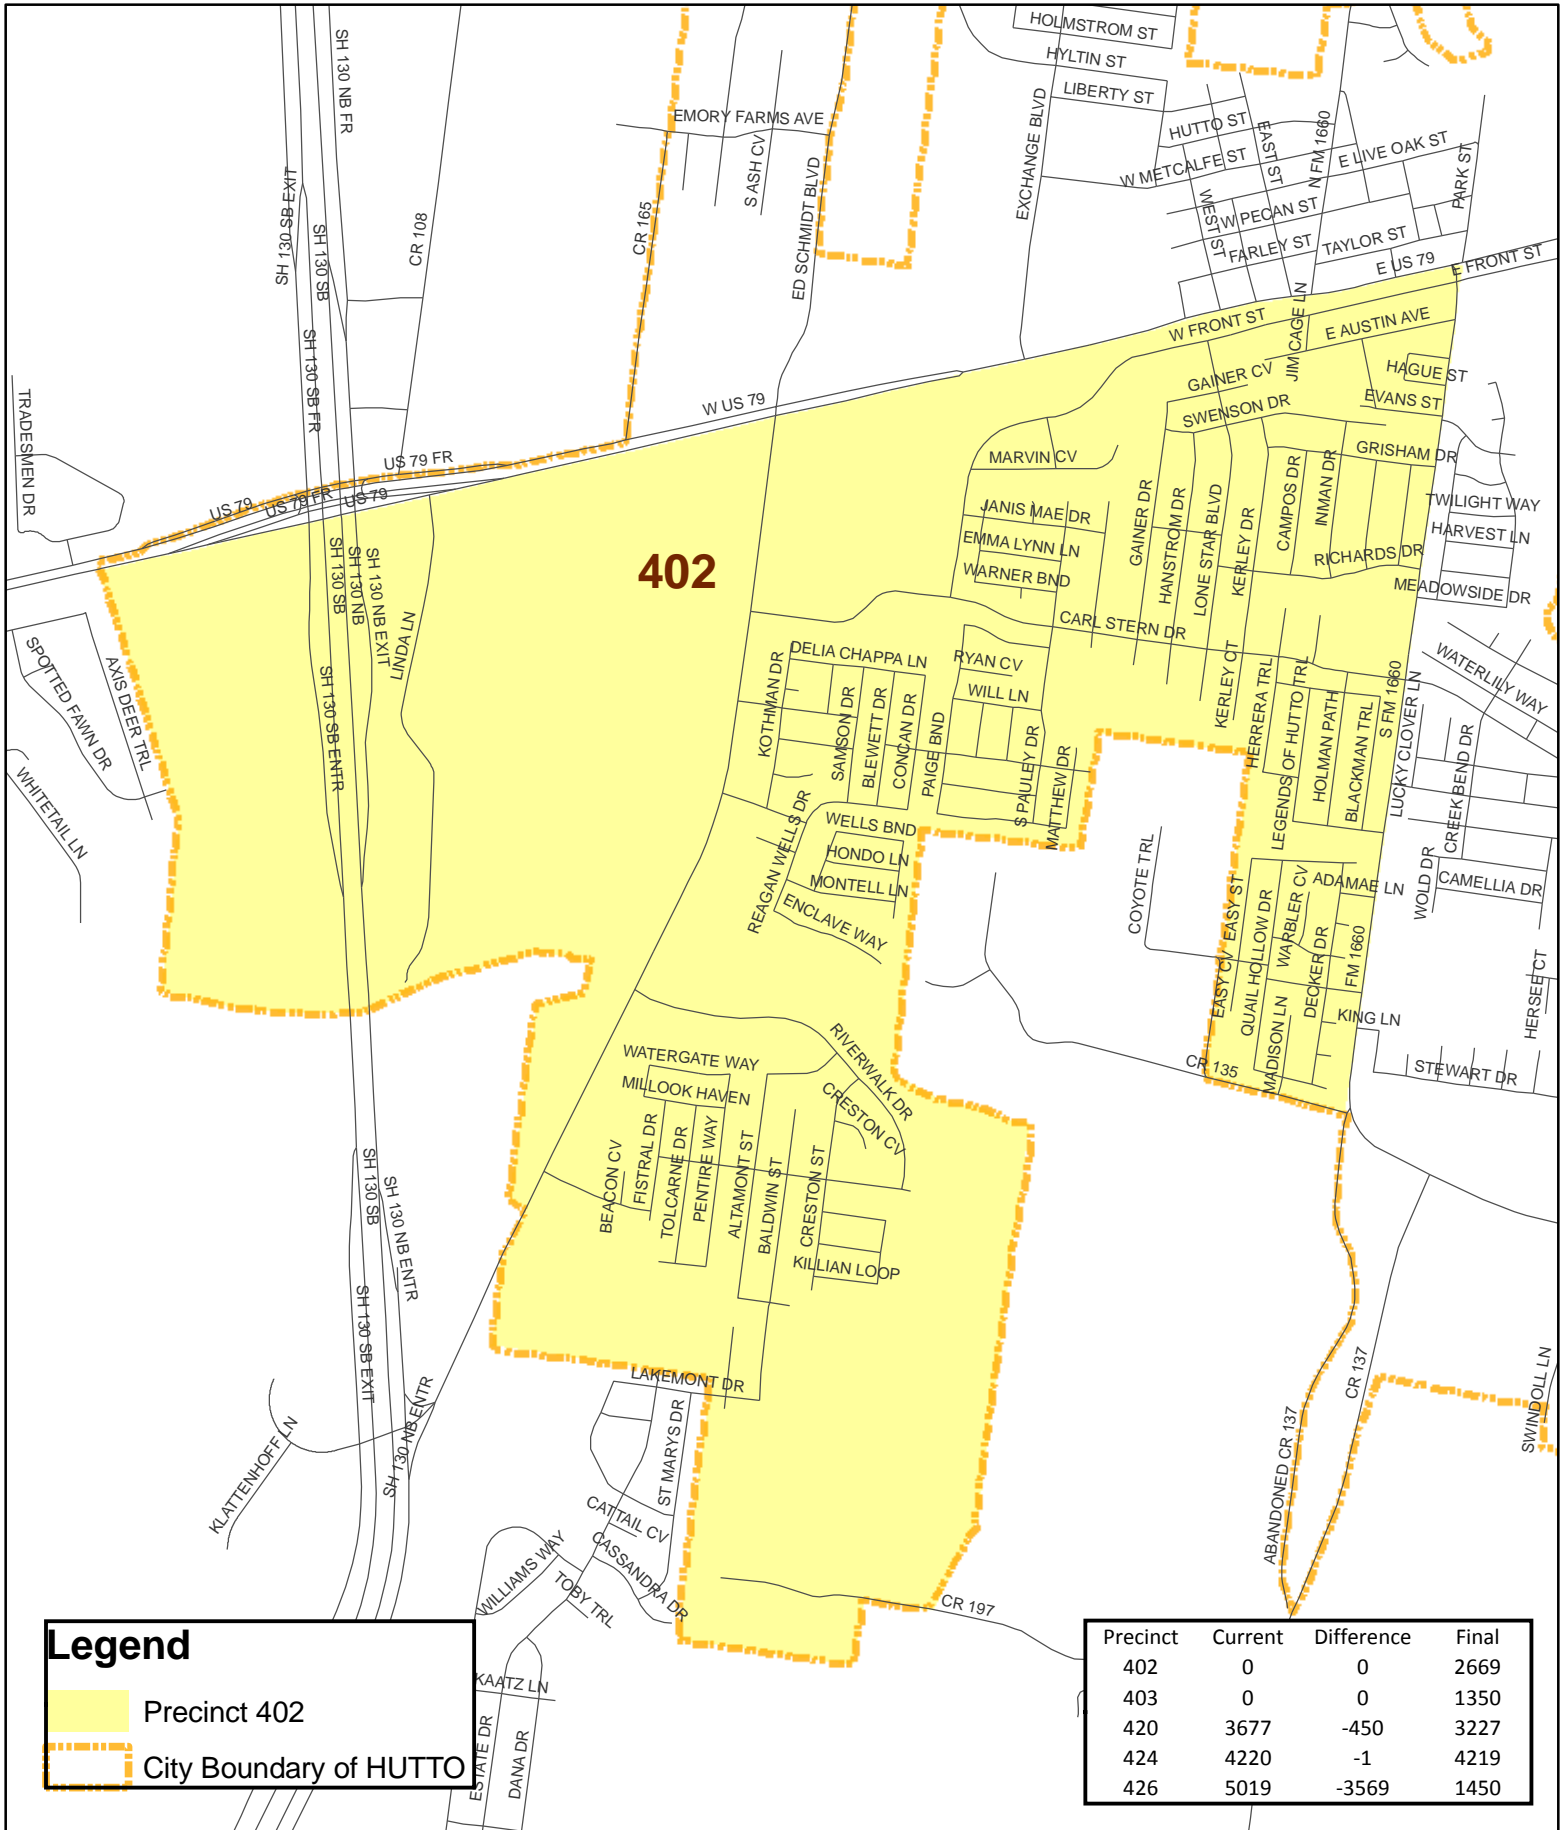 HOLMSTROM ST
HYLTIN ST
LIBERTY ST
SH 130 NB FR
EMORY FARMS AVE
S ASH CV
ED SCHMIDT BLVD
EXCHANGE BLVD
HUTTO ST
EAST ST
N FM 1660
E LIVE OAK ST
W METCALFE ST
PARK ST
WEST ST
W PECAN ST
FARLEY ST
TAYLOR ST
E US 79
E FRONT ST
SH 130 SB EXIT
SH 130 SB
CR 108
CR 165
SH 130 SB FR
W FRONT ST
JIM CAGE LN
E AUSTIN AVE
GAINER CV
HAGUE ST
EVANS ST
TRADESMEN DR
W US 79
SWENSON DR
US 79 FR
MARVIN CV
GRISHAM DR
US 79
US 79 FR
US 79
JANIS MAE DR
GAINER DR
HANSTROM DR
LONE STAR BLVD
KERLEY DR
CAMPOS DR
INMAN DR
TWILIGHT WAY
HARVEST LN
EMMA LYNN LN
WARNER BND
RICHARDS DR
MEADOWSIDE DR
402
SH 130 SB
SH 130 NB
SH 130 NB EXIT
LINDA LN
CARL STERN DR
SPOTTED FAWN DR
AXIS DEER TRL
WHITETAIL LN
SH 130 SB ENTR
DELIA CHAPPA LN
RYAN CV
WILL LN
KOTHMAN DR
SAMSON DR
BLEWETT DR
CONCAN DR
PAIGE BND
S PAULEY DR
MATTHEW DR
KERLEY CT
HERRERA TRL
LEGENDS OF HUTTO TRL
HOLMAN PATH
BLACKMAN TRL
S FM 1660
LUCKY CLOVER LN
WATERLILY WAY
CREEK BEND DR
WOLD DR
CAMELLIA DR
REAGAN WELLS DR
WELLS BND
HONDO LN
MONTELL LN
ENCLAVE WAY
COYOTE TRL
EASY ST
EASY CV
QUAIL HOLLOW DR
WARBLER CV
ADAMAE LN
DECKER DR
FM 1660
MADISON LN
KING LN
HERSEE CT
STEWART DR
CR 135
WATERGATE WAY
MILLOOK HAVEN
RIVERWALK DR
CRESTON CV
BEACON CV
FISTRAL DR
TOLCARNE DR
PENTIRE WAY
ALTAMONT ST
BALDWIN ST
CRESTON ST
KILLIAN LOOP
SH 130 SB
SH 130 NB ENTR
SH 130 SB EXIT
SH 130 NB ENTR
LAKEMONT DR
ST MARYS DR
KLATTENHOFF LN
CATTAIL CV
CASSANDRA DR
WILLIAMS WAY
TOBY TRL
CR 197
ABANDONED CR 137
CR 137
SWINDOLL LN
KAATZ LN
ESTATE DR
DANA DR
Legend
Precinct 402
City Boundary of HUTTO
Precinct Current Difference Final
402 0 0 2669
403 0 0 1350
420 3677 -450 3227
424 4220 -1 4219
426 5019 -3569 1450